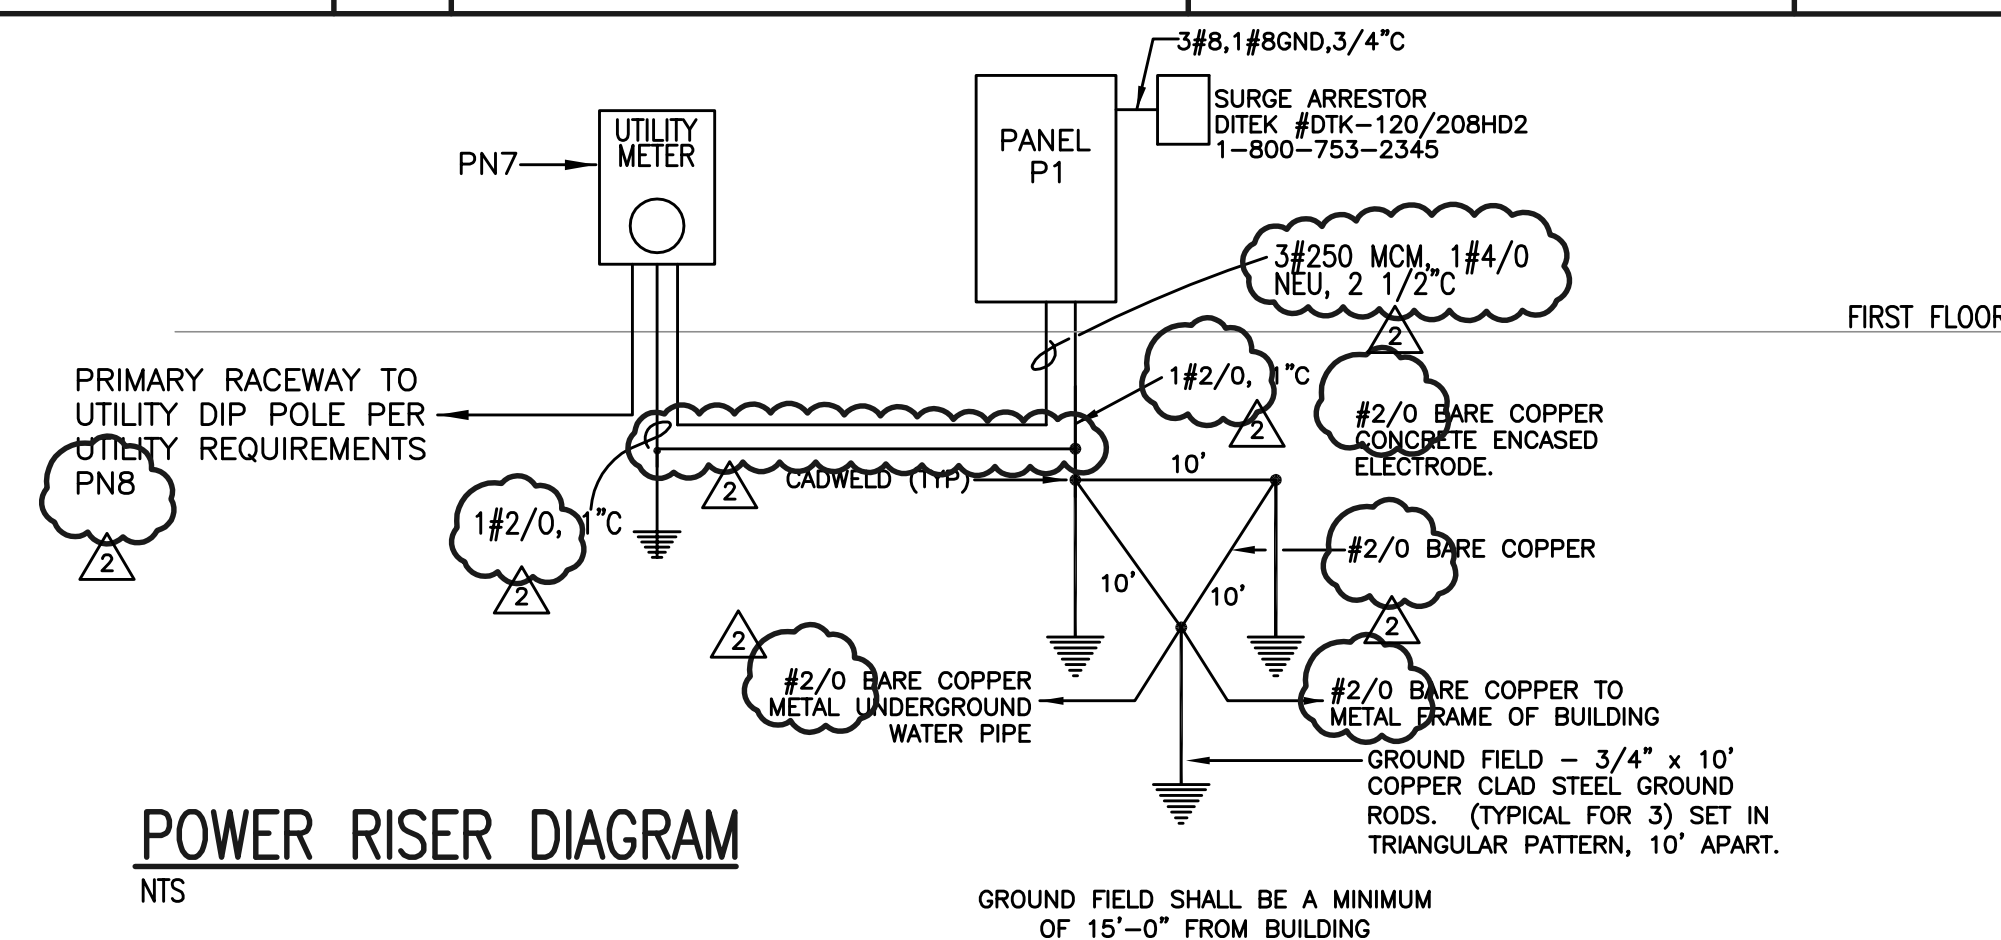 3#8,1#8GND,3/4"C
SURGE ARRESTOR
DITEK #DTK-120/208HD2
1-800-753-2345
UTILITY
METER
PN7
PANEL
P1
3#250 MCM, 1#4/0
NEU, 2 1/2"C
2
FIRST FLOOR
PRIMARY RACEWAY TO
UTILITY DIP POLE PER
UTILITY REQUIREMENTS
PN8
2
1#2/0, 1"C
2
#2/0 BARE COPPER
CONCRETE ENCASED
ELECTRODE.
1#2/0, 1"C
2
2
CADWELD (TYP)
10'
10'
10'
#2/0 BARE COPPER
2
2
#2/0 BARE COPPER
METAL UNDERGROUND
WATER PIPE
#2/0 BARE COPPER TO
METAL FRAME OF BUILDING
GROUND FIELD - 3/4" x 10'
COPPER CLAD STEEL GROUND
RODS. (TYPICAL FOR 3) SET IN
TRIANGULAR PATTERN, 10' APART.
POWER RISER DIAGRAM
NTS
GROUND FIELD SHALL BE A MINIMUM
OF 15'-0" FROM BUILDING